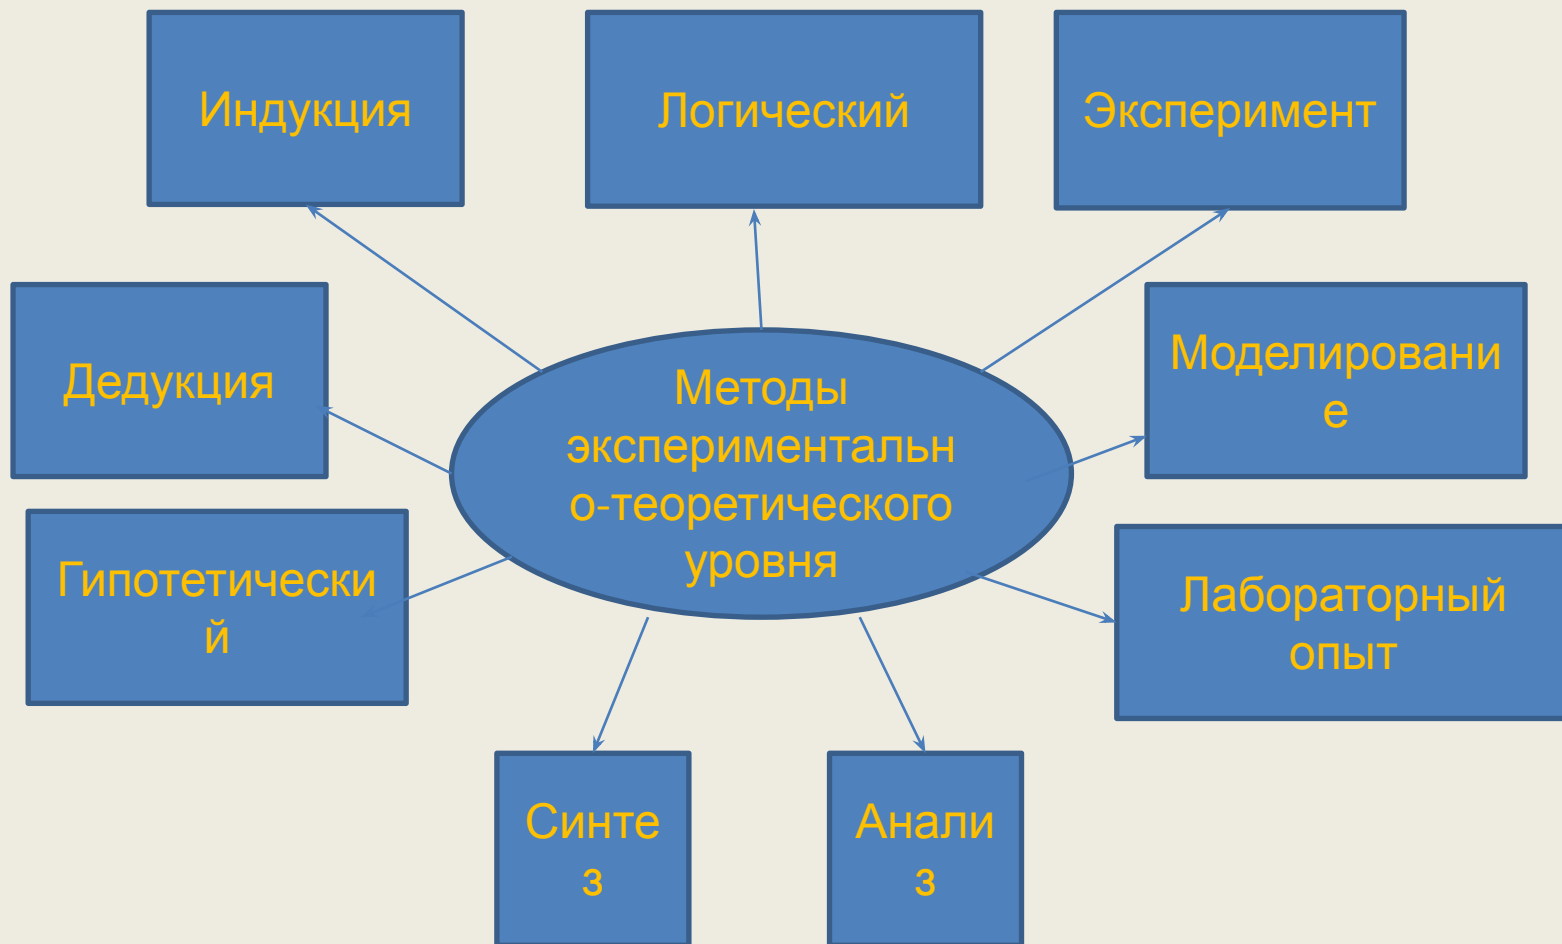 Индукция
Логический
Эксперимент
Дедукция
Методы
экспериментальн
о-теоретического
уровня
Моделировани
е
Гипотетически
й
Лабораторный
опыт
Синте
з
Анали
з